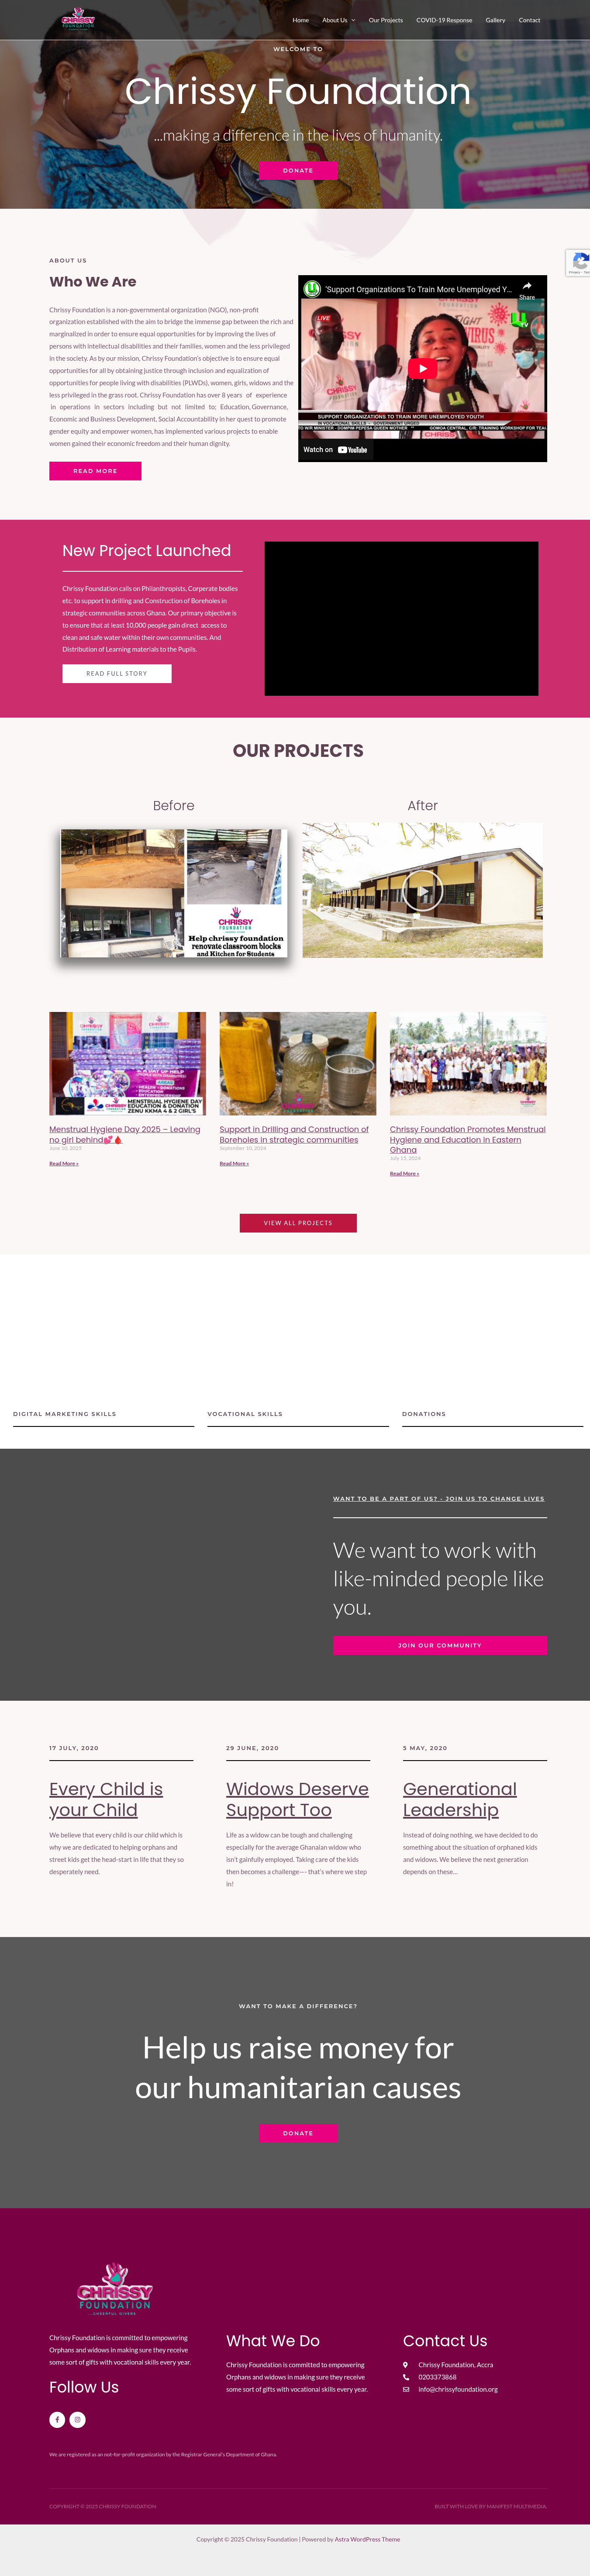 CHRISSY
FOUNDATION
Home
About Us
Our Projects
COVID-19 Response
Gallery
Contact
WELCOME TO
Chrissy Foundation
...making a difference in the lives of humanity.
DONATE
ABOUT US
Who We Are
Chrissy Foundation is a non-governmental organization (NGO), non-profit
organization established with the aim to bridge the immense gap between the rich and
marginalized in order to ensure equal opportunities for by improving the lives of
persons with intellectual disabilities and their families, women and the less privileged
in the society. As by our mission, Chrissy Foundation's objective is to ensure equal
opportunities for all by obtaining justice through inclusion and equalization of
opportunities for people living with disabilities (PLWDs), women, girls, widows and the
less privileged in the grass root. Chrissy Foundation has over 8 years of experience
in operations in sectors including but not limited to; Education, Governance,
Economic and Business Development, Social Accountability in her quest to promote
gender equity and empower women, has implemented various projects to enable
women gained their economic freedom and their human dignity.
READ MORE
'Support Organizations To Train More Unemployed Y...
Share
LIVE
SUPPORT ORGANIZATIONS TO TRAIN MORE UNEMPLOYED YOUTH
IN VOCATIONAL SKILLS - GOVERNMENT URGED
Watch on YouTube
New Project Launched
Chrissy Foundation calls on Philanthropists, Corperate bodies
etc. to support in drilling and Construction of Boreholes in
strategic communities across Ghana. Our primary objective is
to ensure that at least 10,000 people gain direct access to
clean and safe water within their own communities. And
Distribution of Learning materials to the Pupils.
READ FULL STORY
OUR PROJECTS
Before
After
CHRISSY
FOUNDATION
Help chrissy foundation
renovate classroom blocks
and Kitchen for Students
MENSTRUAL HYGIENE DAY
EDUCATION & DONATION
ZENU KKMA 4 & 2 GIRL'S
Menstrual Hygiene Day 2025 – Leaving
no girl behind💕🩸
June 10, 2025
Read More »
Support in Drilling and Construction of
Boreholes in strategic communities
September 10, 2024
Read More »
Chrissy Foundation Promotes Menstrual
Hygiene and Education in Eastern
Ghana
July 15, 2024
Read More »
VIEW ALL PROJECTS
DIGITAL MARKETING SKILLS
VOCATIONAL SKILLS
DONATIONS
WANT TO BE A PART OF US? - JOIN US TO CHANGE LIVES
We want to work with
like-minded people like
you.
JOIN OUR COMMUNITY
17 JULY, 2020
Every Child is
your Child
We believe that every child is our child which is
why we are dedicated to helping orphans and
street kids get the head-start in life that they so
desperately need.
29 JUNE, 2020
Widows Deserve
Support Too
Life as a widow can be tough and challenging
especially for the average Ghanaian widow who
isn't gainfully employed. Taking care of the kids
then becomes a challenge—- that's where we step
in!
5 MAY, 2020
Generational
Leadership
Instead of doing nothing, we have decided to do
something about the situation of orphaned kids
and widows. We believe the next generation
depends on these...
WANT TO MAKE A DIFFERENCE?
Help us raise money for
our humanitarian causes
DONATE
CHRISSY
FOUNDATION
Chrissy Foundation is committed to empowering
Orphans and widows in making sure they receive
some sort of gifts with vocational skills every year.
Follow Us
What We Do
Chrissy Foundation is committed to empowering
Orphans and widows in making sure they receive
some sort of gifts with vocational skills every year.
Contact Us
Chrissy Foundation, Accra
0203373868
info@chrissyfoundation.org
We are registered as an not-for-profit organization by the Registrar General's Department of Ghana.
COPYRIGHT © 2025 CHRISSY FOUNDATION
BUILT WITH LOVE BY MANIFEST MULTIMEDIA.
Copyright © 2025 Chrissy Foundation | Powered by Astra WordPress Theme